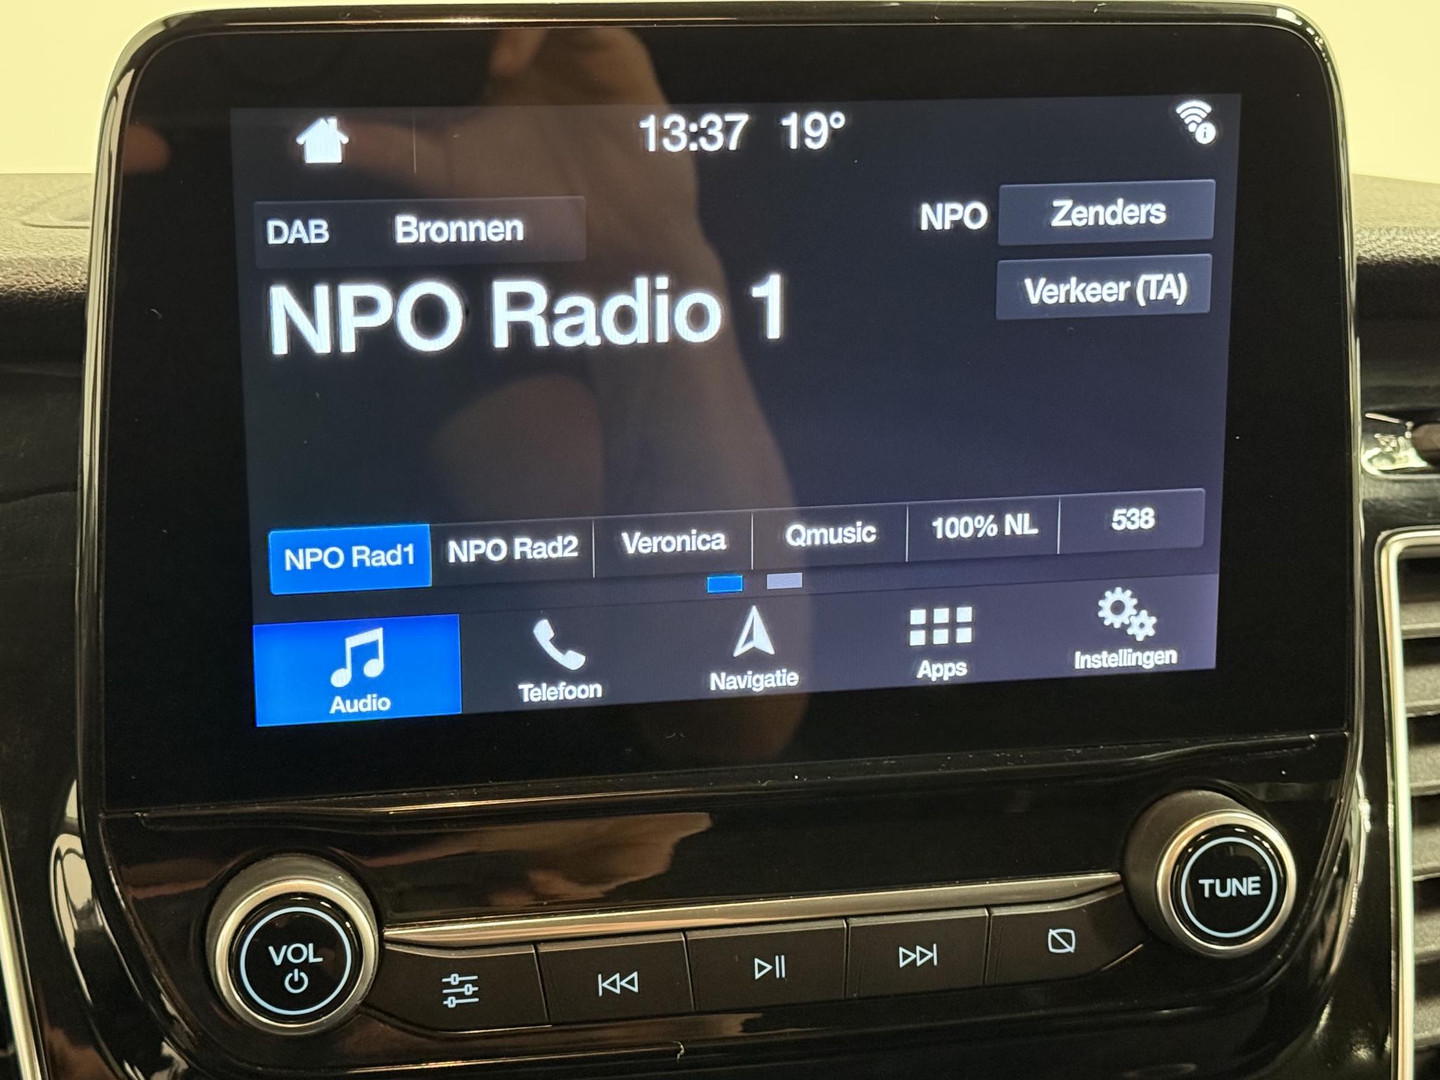 13:37 19°
DAB Bronnen
NPO Zenders
Verkeer (TA)
NPO Radio 1
NPO Rad1 NPO Rad2 Veronica Qmusic 100% NL 538
Audio Telefoon Navigatie Apps Instellingen
VOL
TUNE